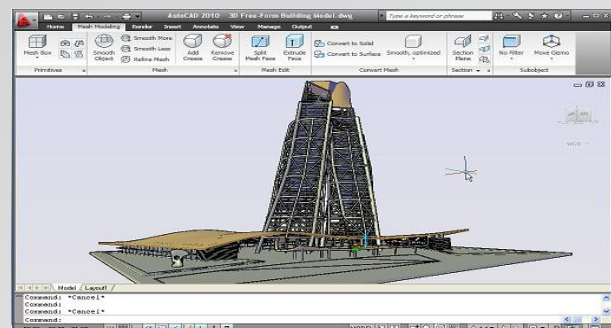 AutoCAD 2010 3D Free-Form Building Model.dwg Type a keyword or phrase
Home Mesh Modeling Render Insert Annotate View Manage Output
Mesh Box
Smooth Object
Smooth More
Smooth Less
Refine Mesh
Add Crease
Remove Crease
Split Mesh Face
Extrude Face
Convert to Solid
Convert to Surface
Smooth, optimized
Section Plane
No Filter
Move Gizmo
Primitives Mesh Mesh Edit Convert Mesh Section Subobject
WCS
Model Layout1
Command: *Cancel*
Command:
Command: *Cancel*
Command:
MODEL